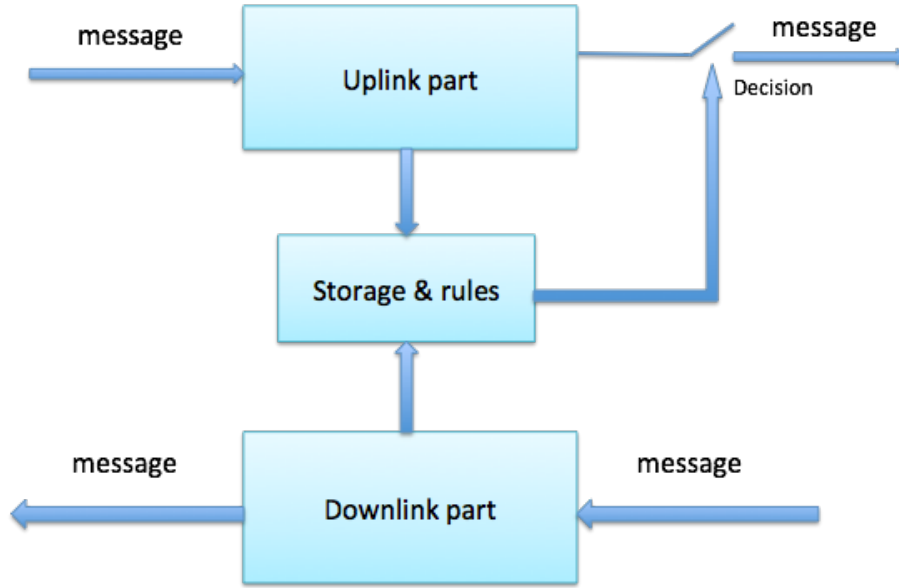 message
message
Uplink part
Decision
Storage & rules
message
message
Downlink part